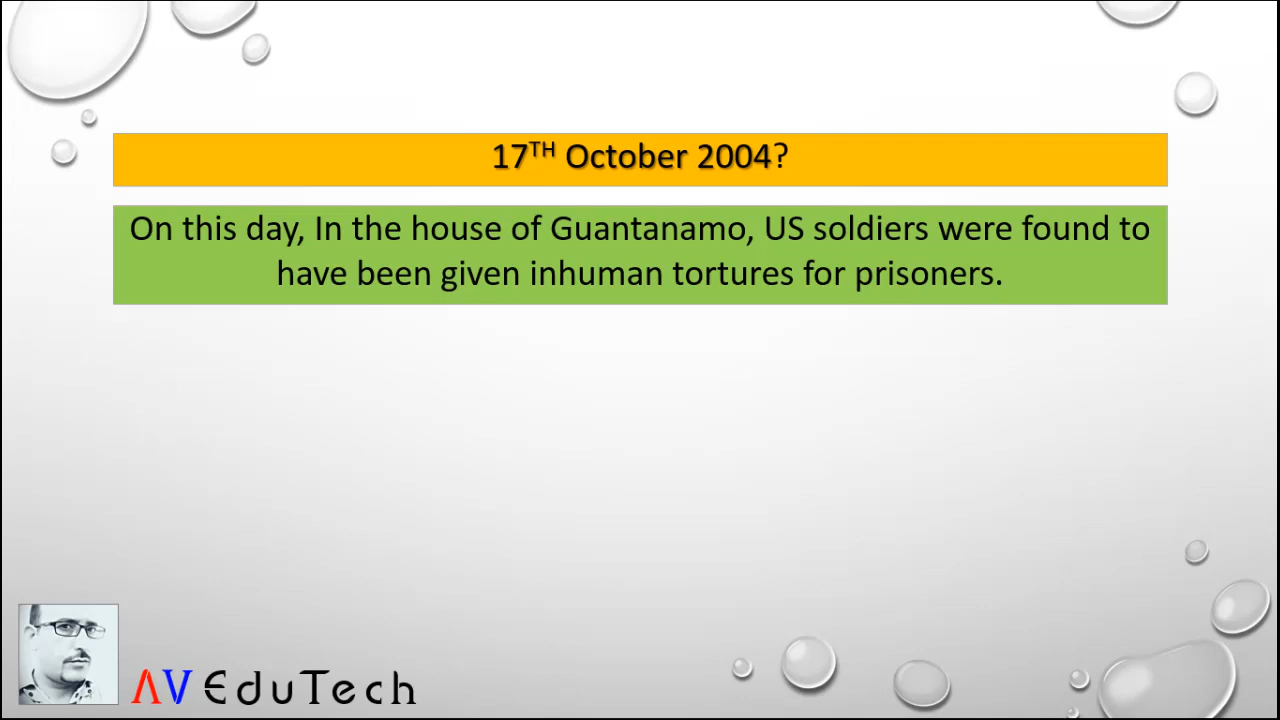 17TH October 2004?
On this day, In the house of Guantanamo, US soldiers were found to
have been given inhuman tortures for prisoners.
AV EduTech